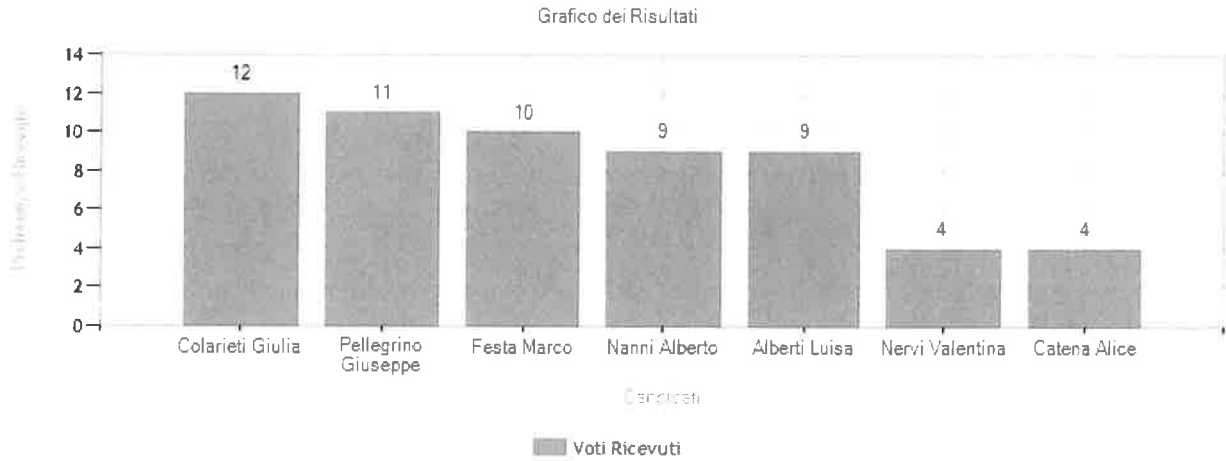 Grafico dei Risultati
14
12
10
8
6
4
2
0
12
11
10
9
9
4
4
Colarieti Giulia
Pellegrino
Giuseppe
Festa Marco
Nanni Alberto
Alberti Luisa
Nervi Valentina
Catena Alice
Candidati
Voti Ricevuti